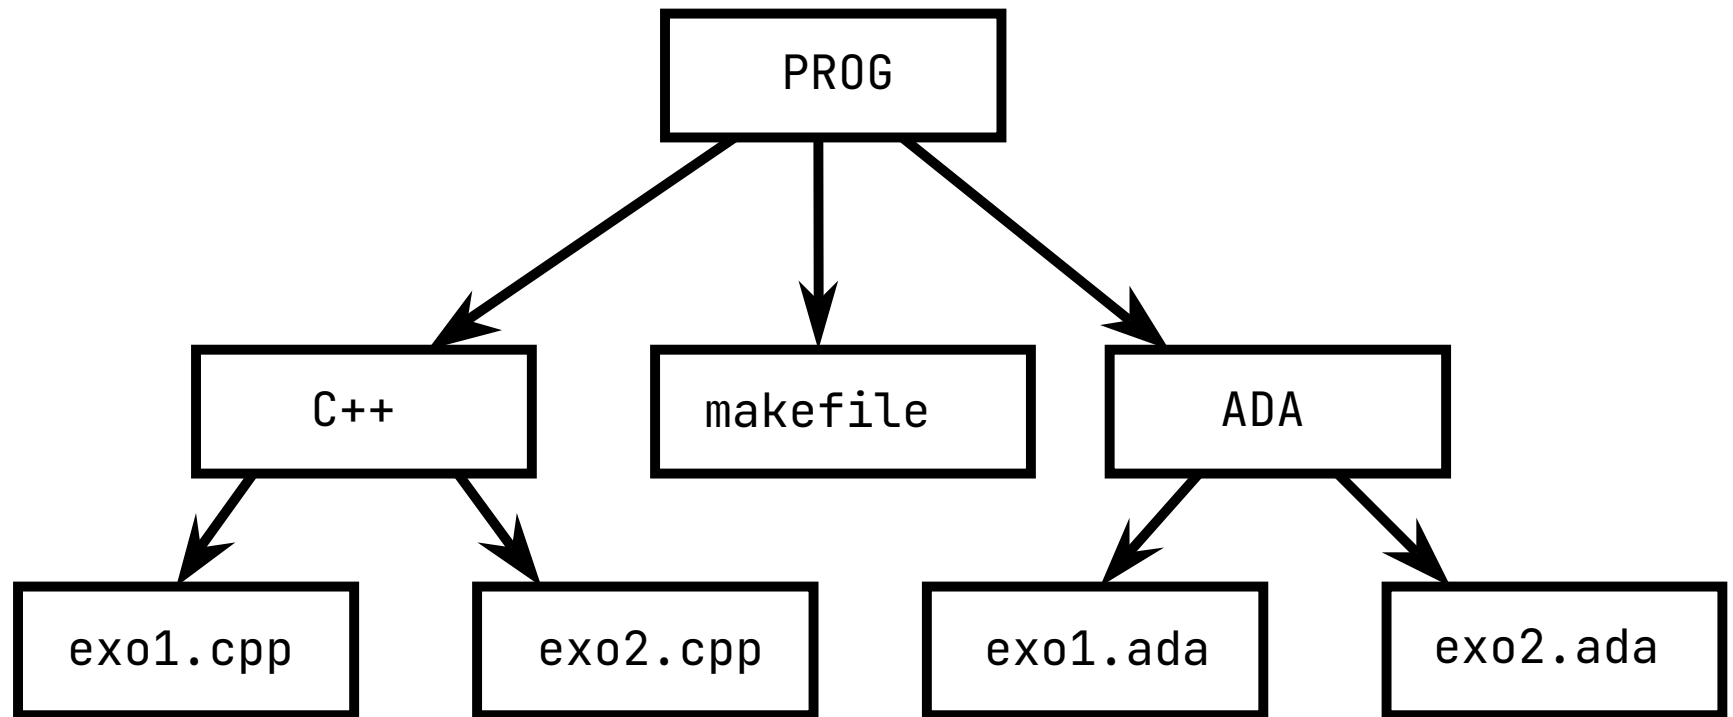 PROG
C++
makefile
ADA
exo1.cpp
exo2.cpp
exo1.ada
exo2.ada